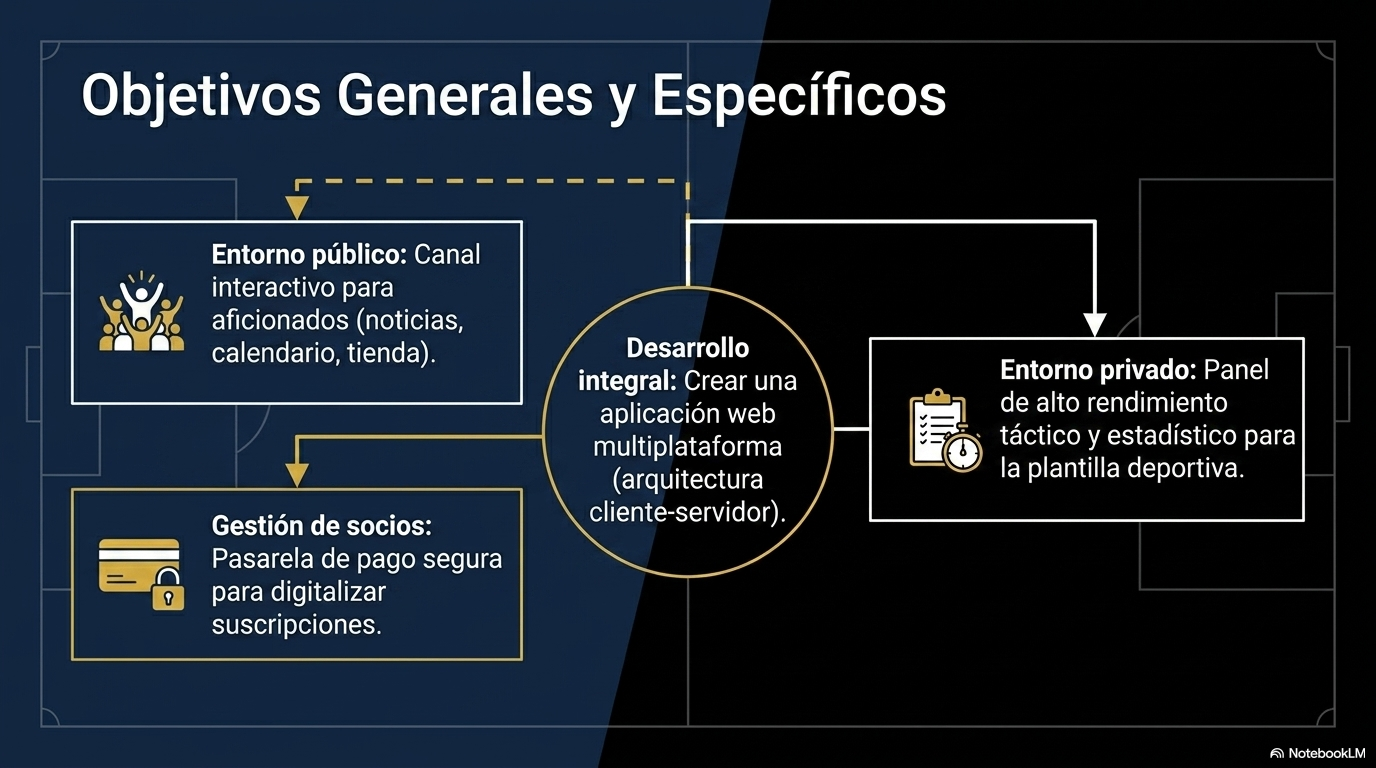 Objetivos Generales y Específicos
Entorno público: Canal
interactivo para
aficionados (noticias,
calendario, tienda).
Gestión de socios:
Pasarela de pago segura
para digitalizar
suscripciones.
Desarrollo
integral: Crear una
aplicación web
multiplataforma
(arquitectura
cliente-servidor).
Entorno privado: Panel
de alto rendimiento
táctico y estadístico para
la plantilla deportiva.
NotebookLM